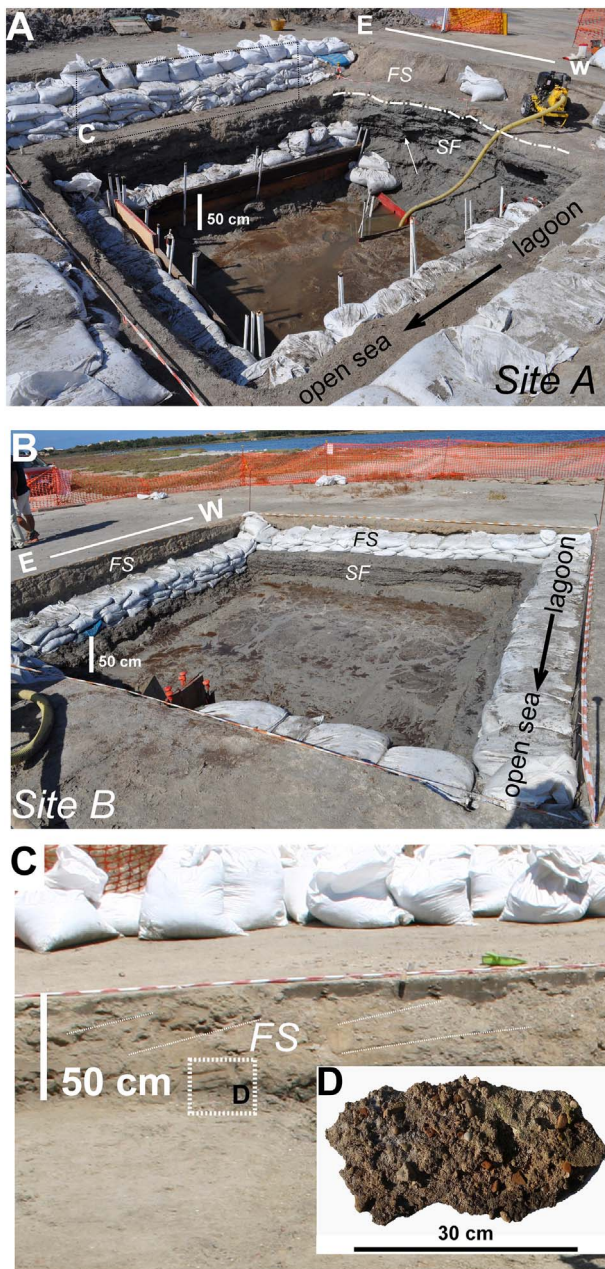 A
E
W
FS
C
SF
50 cm
lagoon
open sea
Site A
B
W
E
FS
FS
SF
lagoon
50 cm
open sea
Site B
C
FS
50 cm
D
D
30 cm